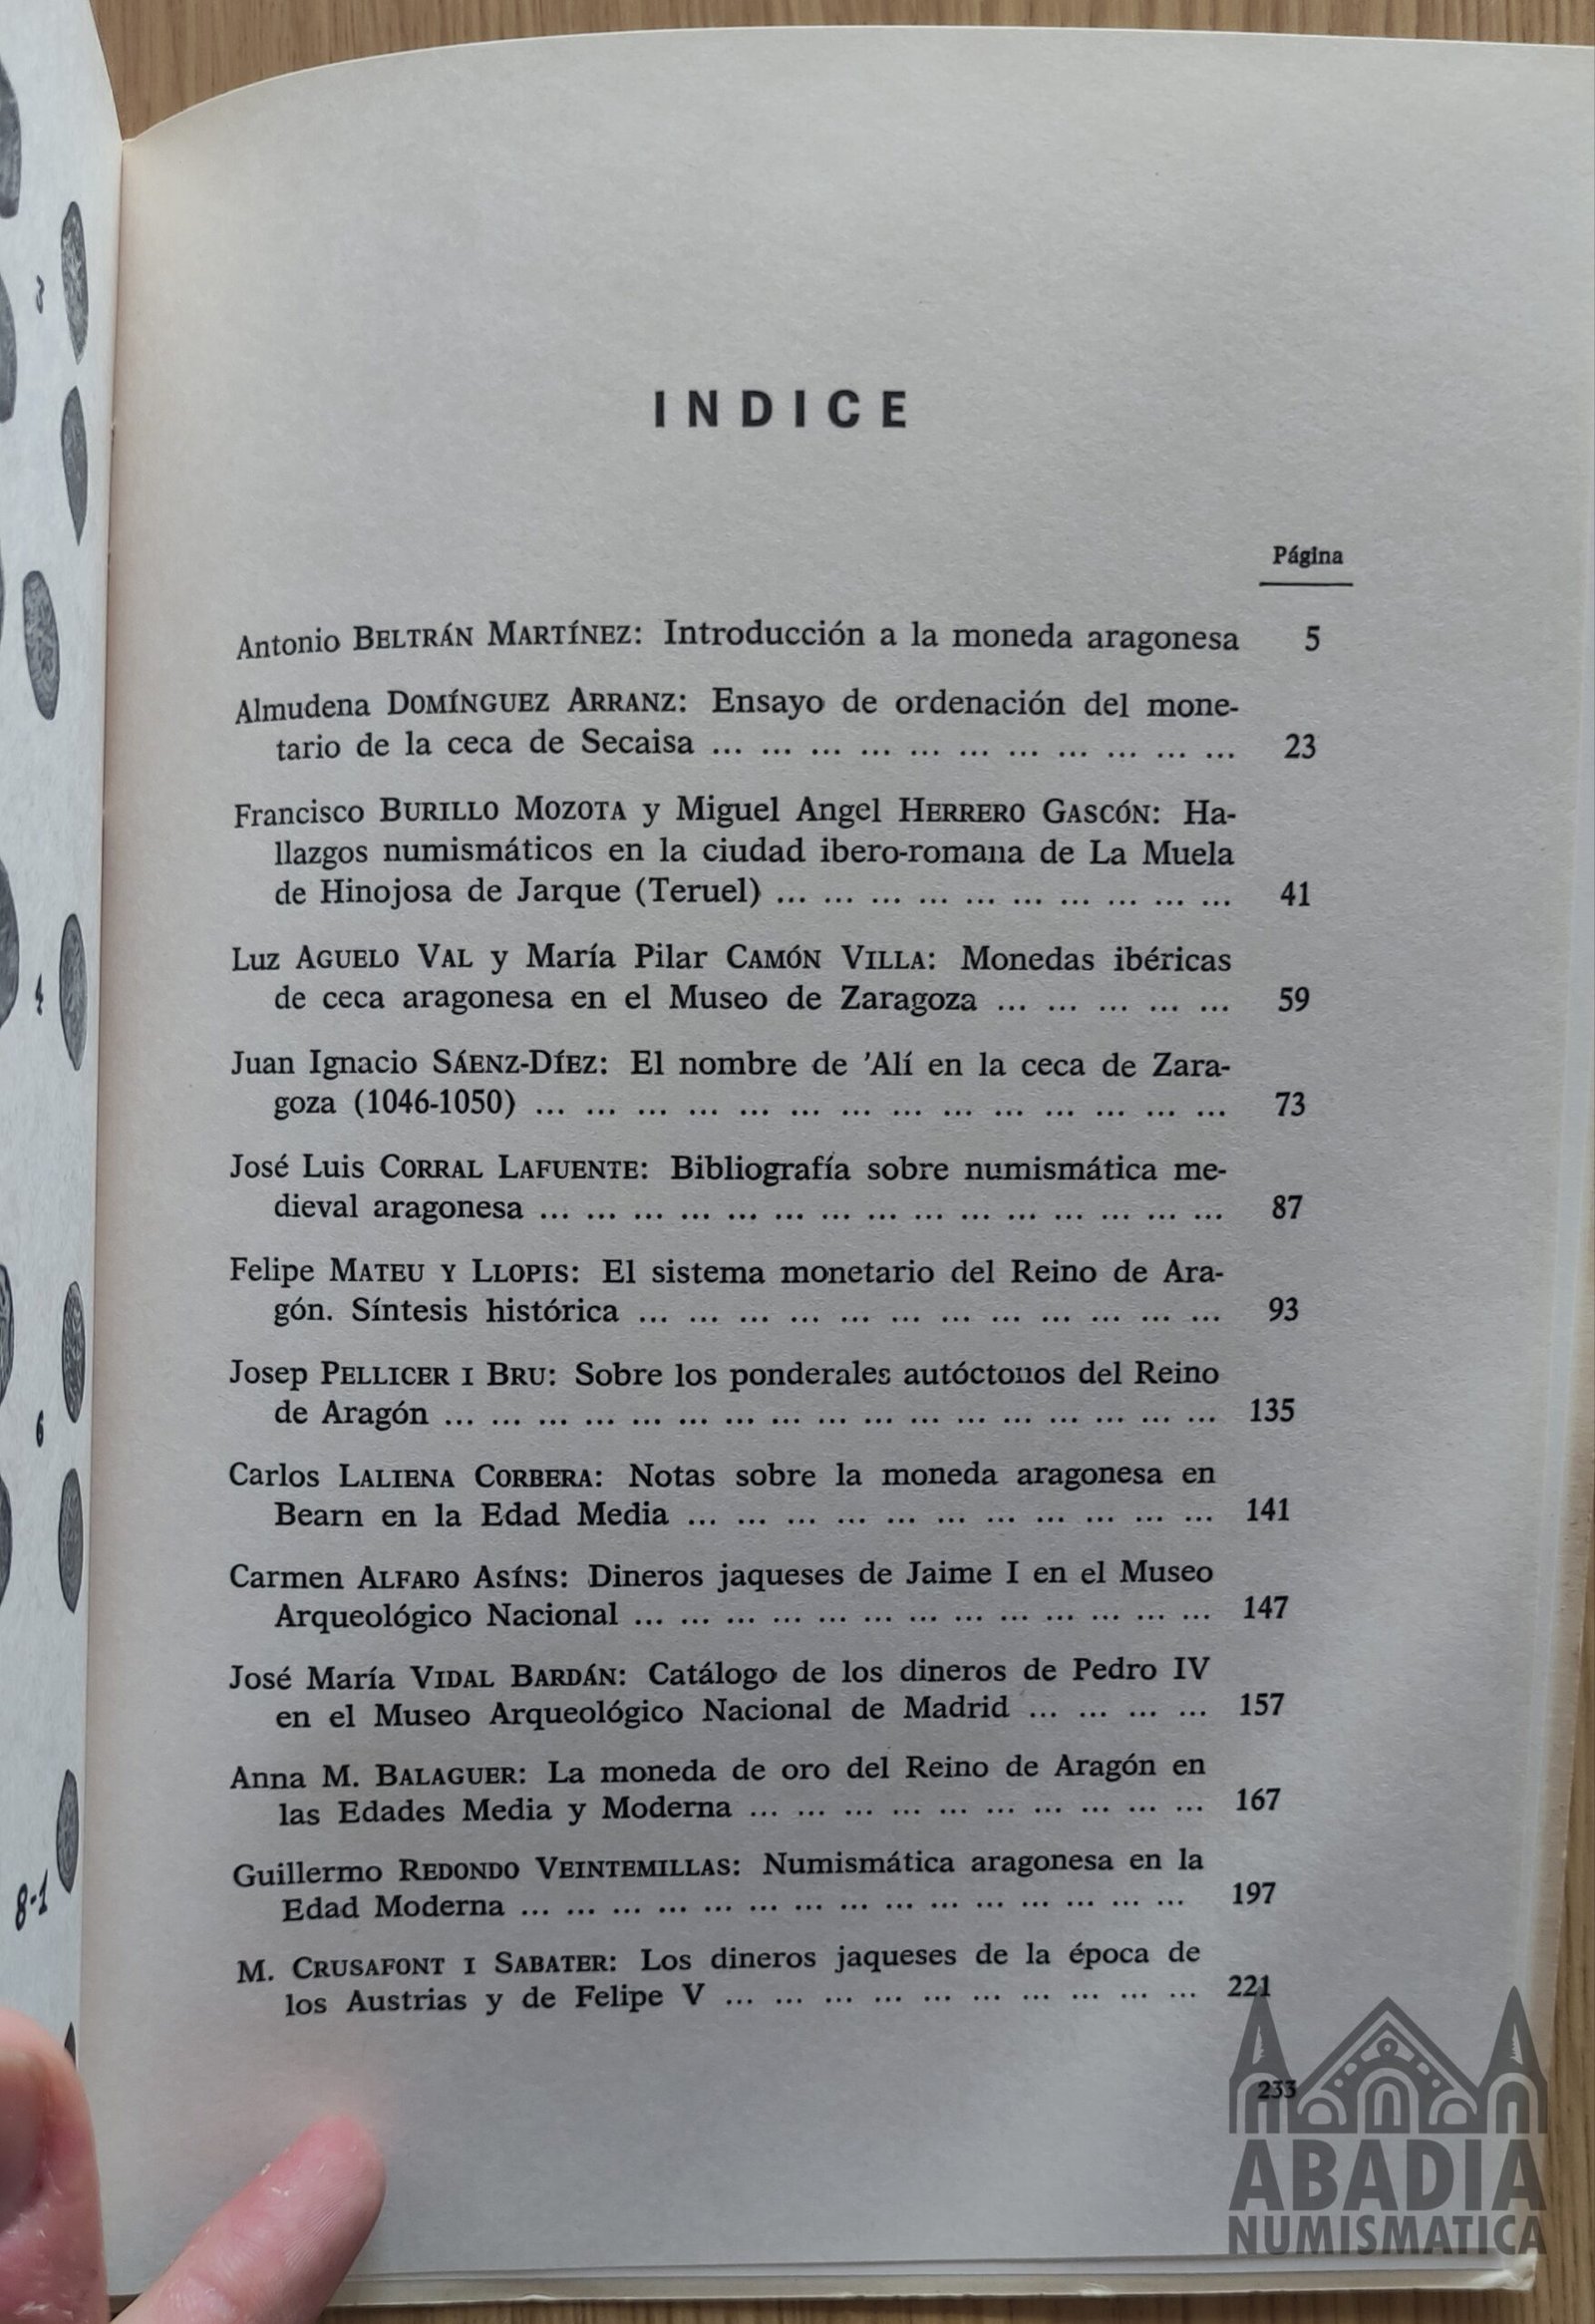 INDICE
Página
Antonio BELTRÁN MARTÍNEZ: Introducción a la moneda aragonesa 5
Almudena DOMÍNGUEZ ARRANZ: Ensayo de ordenación del mone-
tario de la ceca de Secaisa ... ... ... ... ... ... ... ... ... ... ... 23
Francisco BURILLO MOZOTA y Miguel Angel HERRERO GASCÓN: Ha-
llazgos numismáticos en la ciudad ibero-romana de La Muela
de Hinojosa de Jarque (Teruel) ... ... ... ... ... ... ... ... ... ... 41
Luz AGUELO VAL y María Pilar CAMÓN VILLA: Monedas ibéricas
de ceca aragonesa en el Museo de Zaragoza ... ... ... ... ... 59
Juan Ignacio SÁENZ-DÍEZ: El nombre de 'Alí en la ceca de Zara-
goza (1046-1050) ... ... ... ... ... ... ... ... ... ... ... ... ... ... 73
José Luis CORRAL LAFUENTE: Bibliografía sobre numismática me-
dieval aragonesa ... ... ... ... ... ... ... ... ... ... ... ... ... ... ... 87
Felipe MATEU Y LLOPIS: El sistema monetario del Reino de Ara-
gón. Síntesis histórica ... ... ... ... ... ... ... ... ... ... ... ... 93
Josep PELLICER I BRU: Sobre los ponderales autóctonos del Reino
de Aragón ... ... ... ... ... ... ... ... ... ... ... ... ... ... ... ... ... 135
Carlos LALIENA CORBERA: Notas sobre la moneda aragonesa en
Bearn en la Edad Media ... ... ... ... ... ... ... ... ... ... ... 141
Carmen ALFARO ASÍNS: Dineros jaqueses de Jaime I en el Museo
Arqueológico Nacional ... ... ... ... ... ... ... ... ... ... ... ... ... 147
José María VIDAL BARDÁN: Catálogo de los dineros de Pedro IV
en el Museo Arqueológico Nacional de Madrid ... ... ... ... 157
Anna M. BALAGUER: La moneda de oro del Reino de Aragón en
las Edades Media y Moderna ... ... ... ... ... ... ... ... ... ... 167
Guillermo REDONDO VEINTEMILLAS: Numismática aragonesa en la
Edad Moderna ... ... ... ... ... ... ... ... ... ... ... ... ... ... ... 197
M. CRUSAFONT I SABATER: Los dineros jaqueses de la época de
los Austrias y de Felipe V ... ... ... ... ... ... ... ... ... ... 221
233
4
6
8-1
ABADIA
NUMISMATICA